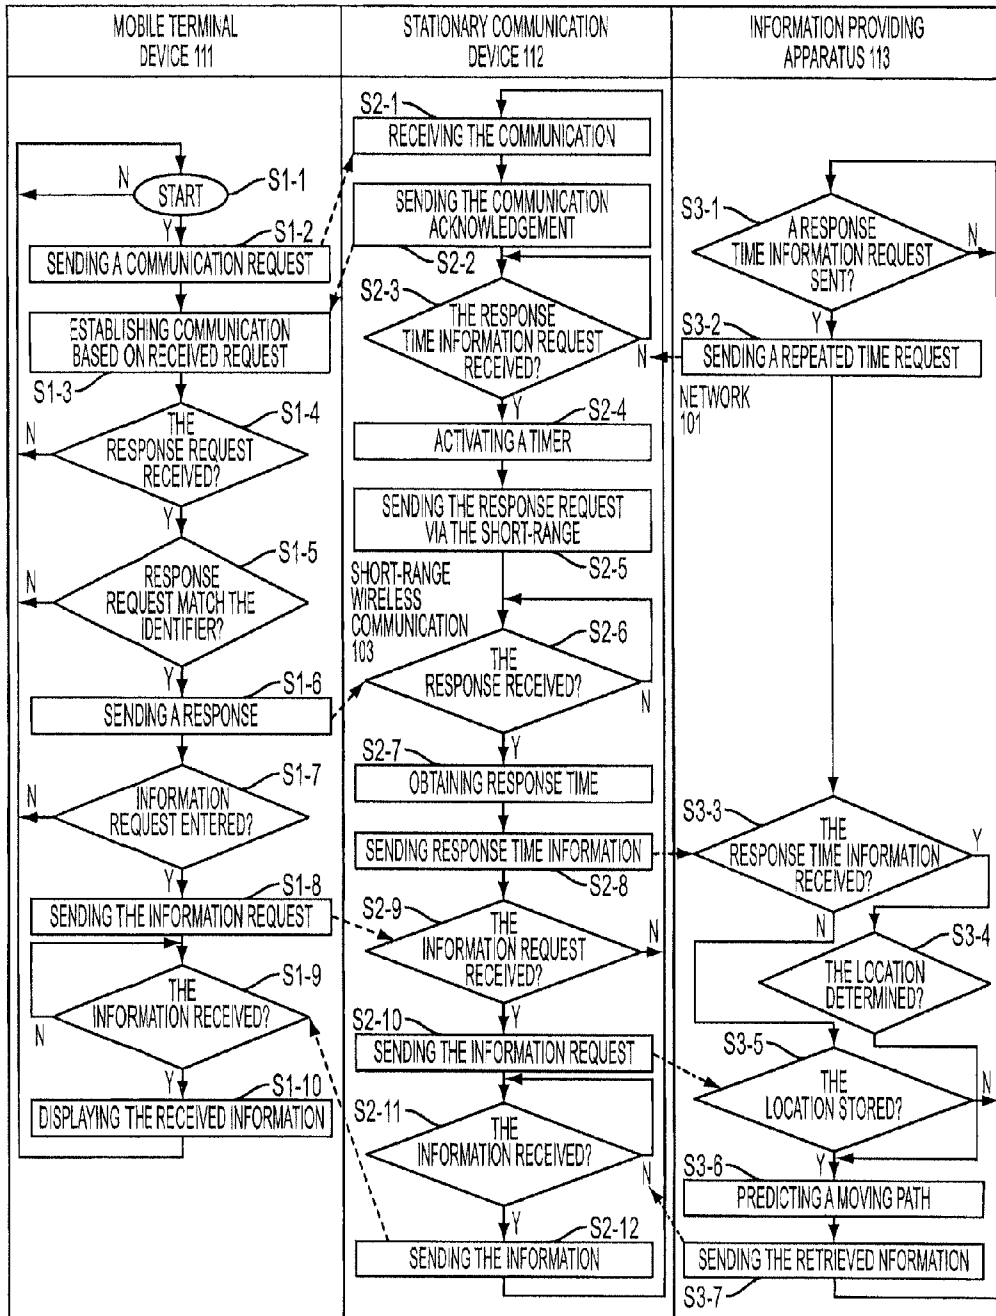 MOBILE TERMINAL
DEVICE 111
STATIONARY COMMUNICATION
DEVICE 112
INFORMATION PROVIDING
APPARATUS 113
N
START
S1-1
Y
S1-2
SENDING A COMMUNICATION REQUEST
ESTABLISHING COMMUNICATION
BASED ON RECEIVED REQUEST
S1-3
S1-4
THE
RESPONSE REQUEST
RECEIVED?
N
Y
S1-5
RESPONSE
REQUEST MATCH THE
IDENTIFIER?
N
Y
S1-6
SENDING A RESPONSE
S1-7
INFORMATION
REQUEST ENTERED?
N
Y
S1-8
SENDING THE INFORMATION REQUEST
S1-9
THE
INFORMATION RECEIVED?
N
Y
S1-10
DISPLAYING THE RECEIVED INFORMATION
S2-1
RECEIVING THE COMMUNICATION
SENDING THE COMMUNICATION
ACKNOWLEDGEMENT
S2-2
S2-3
THE RESPONSE
TIME INFORMATION REQUEST
RECEIVED?
N
Y
S2-4
ACTIVATING A TIMER
SENDING THE RESPONSE REQUEST
VIA THE SHORT-RANGE
S2-5
SHORT-RANGE
WIRELESS
COMMUNICATION
103
S2-6
THE
RESPONSE RECEIVED?
N
Y
S2-7
OBTAINING RESPONSE TIME
SENDING RESPONSE TIME INFORMATION
S2-8
S2-9
THE
INFORMATION REQUEST
RECEIVED?
N
Y
S2-10
SENDING THE INFORMATION REQUEST
S2-11
THE
INFORMATION RECEIVED?
N
Y
S2-12
SENDING THE INFORMATION
S3-1
A RESPONSE
TIME INFORMATION REQUEST
SENT?
N
Y
S3-2
SENDING A REPEATED TIME REQUEST
NETWORK
101
S3-3
THE
RESPONSE TIME INFORMATION
RECEIVED?
Y
N
S3-4
THE LOCATION
DETERMINED?
S3-5
THE
LOCATION STORED?
N
Y
S3-6
PREDICTING A MOVING PATH
SENDING THE RETRIEVED NFORMATION
S3-7